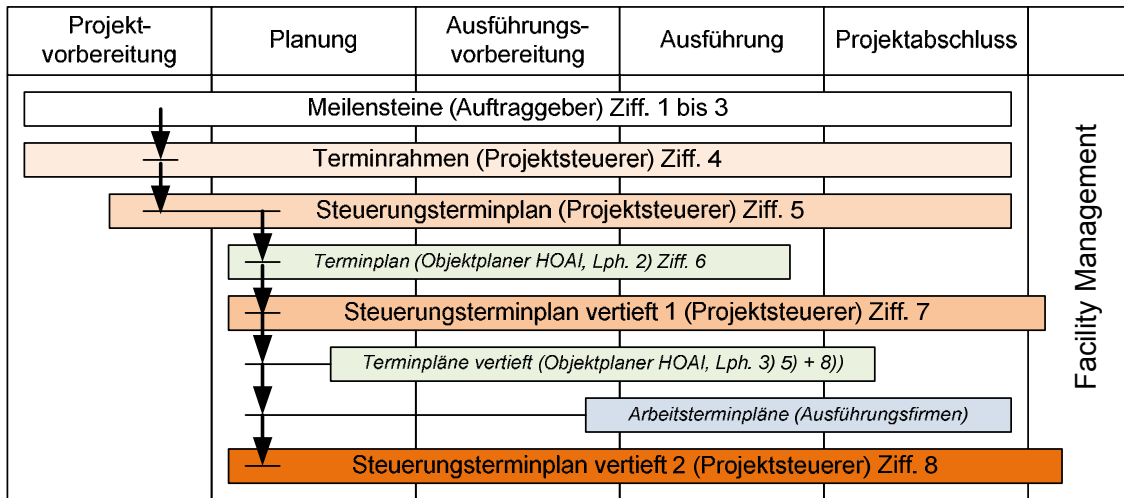 Projekt-
vorbereitung
Planung
Ausführungs-
vorbereitung
Ausführung
Projektabschluss
Meilensteine (Auftraggeber) Ziff. 1 bis 3
Terminrahmen (Projektsteuerer) Ziff. 4
Steuerungsterminplan (Projektsteuerer) Ziff. 5
Terminplan (Objektplaner HOAI, Lph. 2) Ziff. 6
Steuerungsterminplan vertieft 1 (Projektsteuerer) Ziff. 7
Terminpläne vertieft (Objektplaner HOAI, Lph. 3) 5) + 8))
Arbeitsterminpläne (Ausführungsfirmen)
Steuerungsterminplan vertieft 2 (Projektsteuerer) Ziff. 8
Facility Management